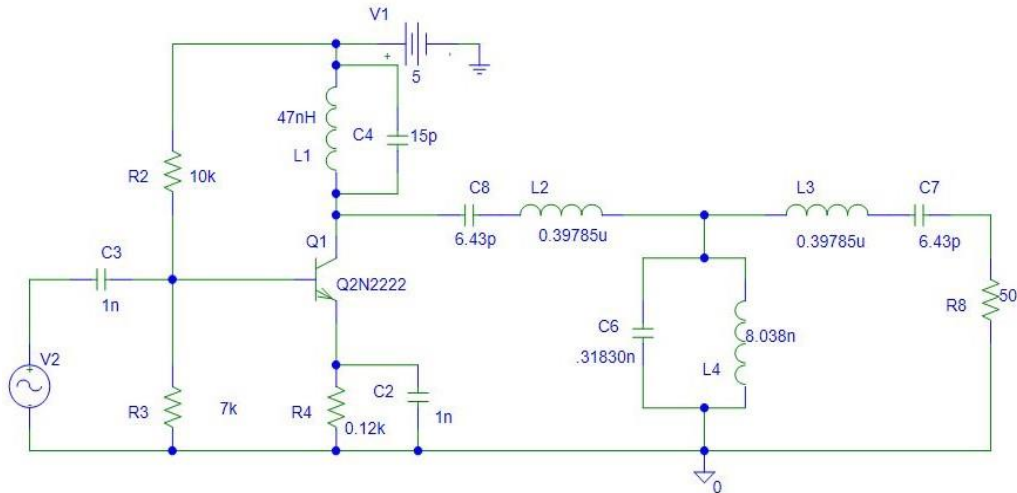 V1
+
-
5
47nH
C4
15p
L1
R2
10k
C8
L2
L3
C7
6.43p
0.39785u
0.39785u
6.43p
Q1
C3
Q2N2222
1n
50
R8
C6
8.038n
.31830n
V2
+
-
L4
C2
R3
7k
R4
1n
0.12k
0